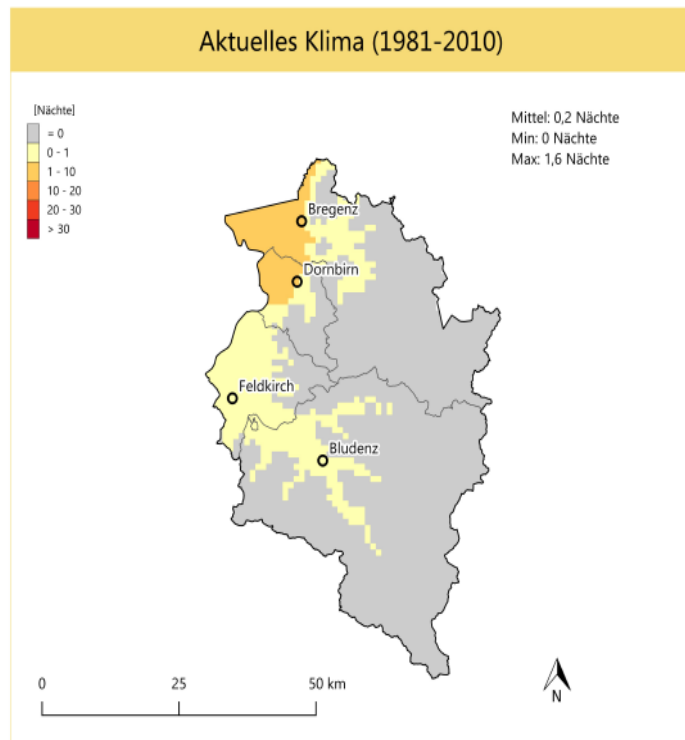 Aktuelles Klima (1981-2010)
[Nächte]
= 0
0 - 1
1 - 10
10 - 20
20 - 30
> 30
Mittel: 0,2 Nächte
Min: 0 Nächte
Max: 1,6 Nächte
Bregenz
Dornbirn
Feldkirch
Bludenz
0 25 50 km
N